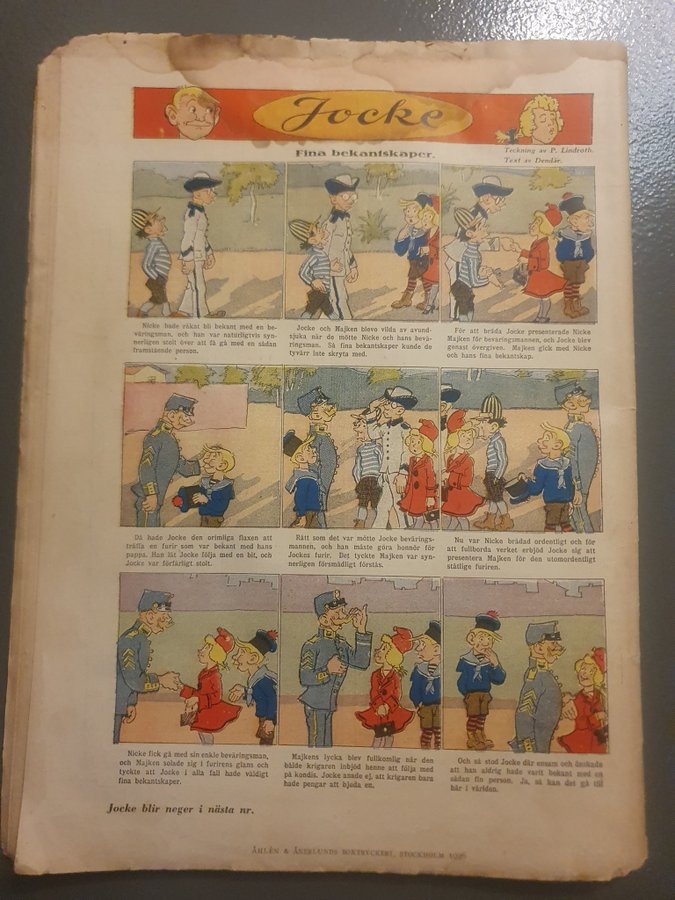 Jocke
Fina bekantskaper.
Teckning av P. Lindroth.
Text av Dendär.
Nicke hade råkat bli bekant med en be-
väringsman, och han var naturligtvis syn-
nerligen stolt över att få gå med en sådan
framstående person.
Jocke och Majken blevo vilda av avund-
sjuka när de mötte Nicke och hans bevä-
ringsman. Så fina bekantskaper kunde de
tyvärr inte skryta med.
För att bräda Jocke presenterade Nicke
Majken för beväringsmannen, och Jocke blev
genast övergiven. Majken gick med Nicke
och hans fina bekantskap.
Då hade Jocke den orimliga flaxen att
träffa en furir som var bekant med hans
pappa. Han lät Jocke följa med en bit, och
Jocke var förfärligt stolt.
Rätt som det var mötte Jocke bevärings-
mannen, och han måste göra honnör för
Jockes furir. Det tyckte Majken var syn-
nerligen försmädligt förstås.
Nu var Nicke brädad ordentligt och för
att fullborda verket erbjöd Jocke sig att
presentera Majken för den utomordentligt
ståtlige furiren.
Nicke fick gå med sin enkle beväringsman,
och Majken solade sig i furirens glans och
tyckte att Jocke i alla fall hade väldigt
fina bekantskaper.
Majkens lycka blev fullkomlig när den
bålde krigaren inbjöd henne att följa med
på kondis. Jocke anade ej, att krigaren bara
hade pengar att bjuda en.
Och så stod Jocke där ensam och önskade
att han aldrig hade varit bekant med en
sådan fin person. Ja, så kan det gå till
här i världen.
Jocke blir neger i nästa nr.
ÅHLÉN & ÅKERLUNDS BOKTRYCKERI, STOCKHOLM